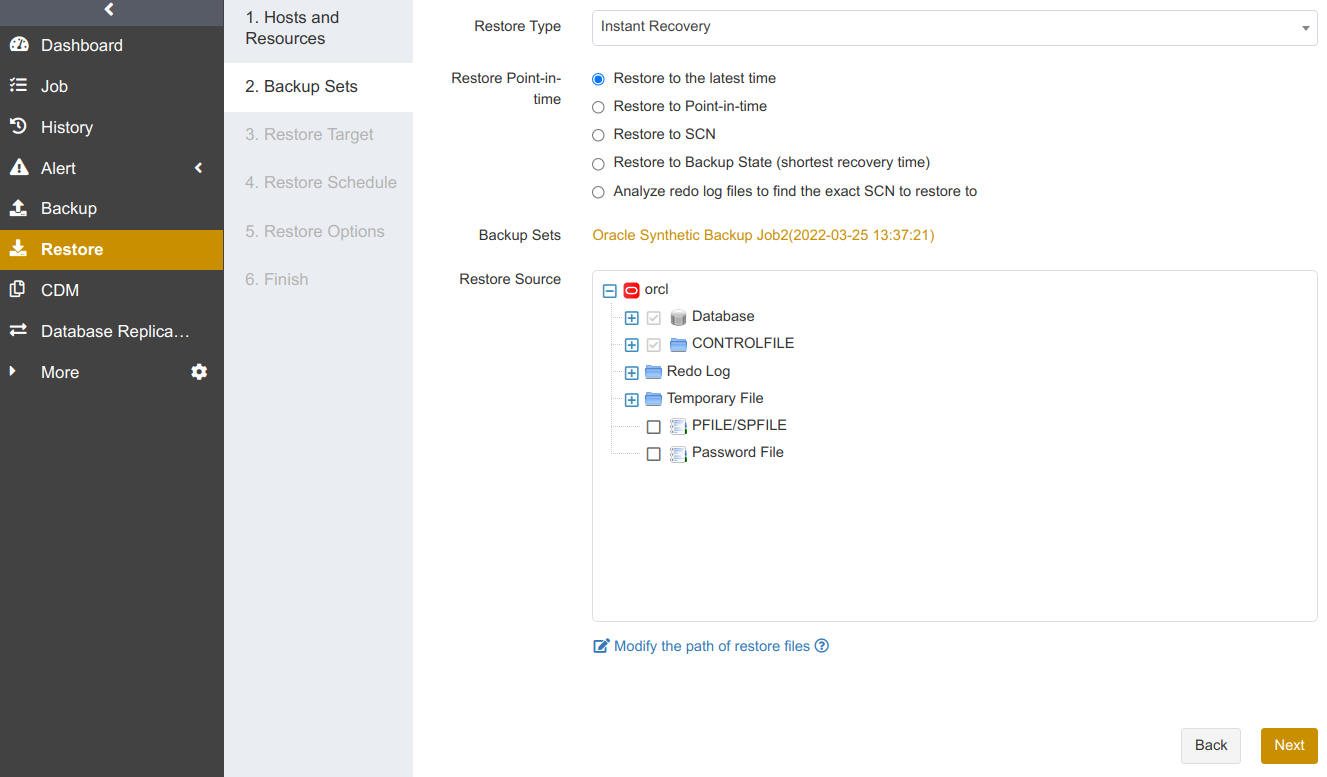 Dashboard
Job
History
Alert
Backup
Restore
CDM
Database Replica…
More
1. Hosts and
Resources
2. Backup Sets
3. Restore Target
4. Restore Schedule
5. Restore Options
6. Finish
Restore Type
Instant Recovery
Restore Point-in-
time
Restore to the latest time
Restore to Point-in-time
Restore to SCN
Restore to Backup State (shortest recovery time)
Analyze redo log files to find the exact SCN to restore to
Backup Sets
Oracle Synthetic Backup Job2(2022-03-25 13:37:21)
Restore Source
orcl
Database
CONTROLFILE
Redo Log
Temporary File
PFILE/SPFILE
Password File
Modify the path of restore files
Back
Next